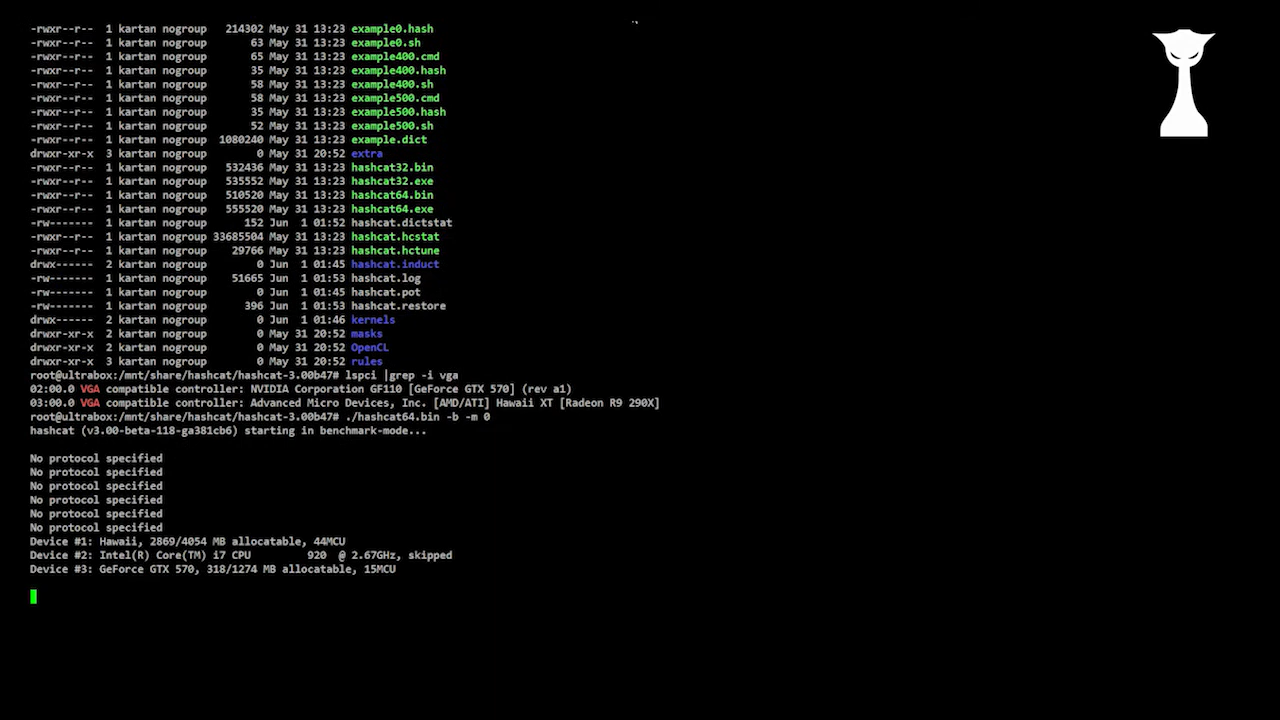 -rwxr--r-- 1 kartan nogroup 214302 May 31 13:23 example0.hash
-rwxr--r-- 1 kartan nogroup 63 May 31 13:23 example0.sh
-rwxr--r-- 1 kartan nogroup 65 May 31 13:23 example400.cmd
-rwxr--r-- 1 kartan nogroup 35 May 31 13:23 example400.hash
-rwxr--r-- 1 kartan nogroup 58 May 31 13:23 example400.sh
-rwxr--r-- 1 kartan nogroup 58 May 31 13:23 example500.cmd
-rwxr--r-- 1 kartan nogroup 35 May 31 13:23 example500.hash
-rwxr--r-- 1 kartan nogroup 52 May 31 13:23 example500.sh
-rwxr--r-- 1 kartan nogroup 1080240 May 31 13:23 example.dict
drwxr-xr-x 3 kartan nogroup 0 May 31 20:52 extra
-rwxr--r-- 1 kartan nogroup 532436 May 31 13:23 hashcat32.bin
-rwxr--r-- 1 kartan nogroup 535552 May 31 13:23 hashcat32.exe
-rwxr--r-- 1 kartan nogroup 510520 May 31 13:23 hashcat64.bin
-rwxr--r-- 1 kartan nogroup 555520 May 31 13:23 hashcat64.exe
-rw------- 1 kartan nogroup 152 Jun 1 01:52 hashcat.dictstat
-rwxr--r-- 1 kartan nogroup 33685504 May 31 13:23 hashcat.hcstat
-rwxr--r-- 1 kartan nogroup 29766 May 31 13:23 hashcat.hctune
drwx------ 2 kartan nogroup 0 Jun 1 01:45 hashcat.induct
-rw------- 1 kartan nogroup 51665 Jun 1 01:53 hashcat.log
-rw------- 1 kartan nogroup 0 Jun 1 01:45 hashcat.pot
-rw------- 1 kartan nogroup 396 Jun 1 01:53 hashcat.restore
drwx------ 2 kartan nogroup 0 Jun 1 01:46 kernels
drwxr-xr-x 2 kartan nogroup 0 May 31 20:52 masks
drwxr-xr-x 2 kartan nogroup 0 May 31 20:52 OpenCL
drwxr-xr-x 3 kartan nogroup 0 May 31 20:52 rules
root@ultrabox:/mnt/share/hashcat/hashcat-3.00b47# lspci |grep -i vga
02:00.0 VGA compatible controller: NVIDIA Corporation GF110 [GeForce GTX 570] (rev a1)
03:00.0 VGA compatible controller: Advanced Micro Devices, Inc. [AMD/ATI] Hawaii XT [Radeon R9 290X]
root@ultrabox:/mnt/share/hashcat/hashcat-3.00b47# ./hashcat64.bin -b -m 0
hashcat (v3.00-beta-118-ga381cb6) starting in benchmark-mode...
No protocol specified
No protocol specified
No protocol specified
No protocol specified
No protocol specified
No protocol specified
Device #1: Hawaii, 2869/4054 MB allocatable, 44MCU
Device #2: Intel(R) Core(TM) i7 CPU 920 @ 2.67GHz, skipped
Device #3: GeForce GTX 570, 318/1274 MB allocatable, 15MCU